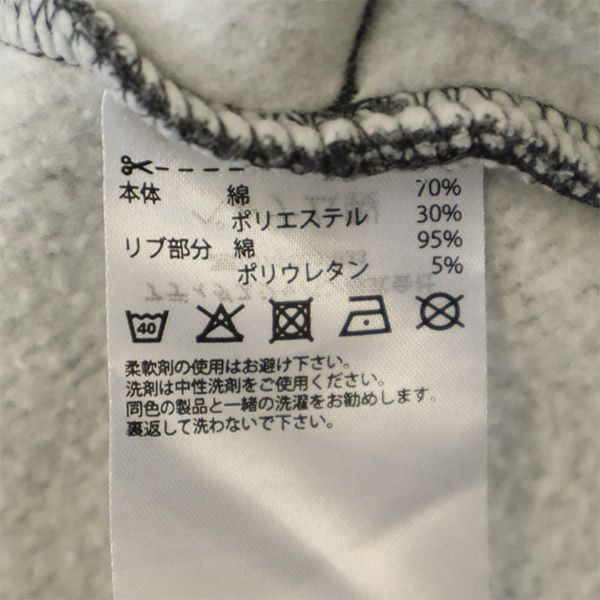 本体 綿 70%
ポリエステル 30%
リブ部分 綿 95%
ポリウレタン 5%
40
柔軟剤の使用はお避け下さい。
洗剤は中性洗剤をご使用ください。
同色の製品と一緒の洗濯をお勧めします。
裏返して洗わないで下さい。